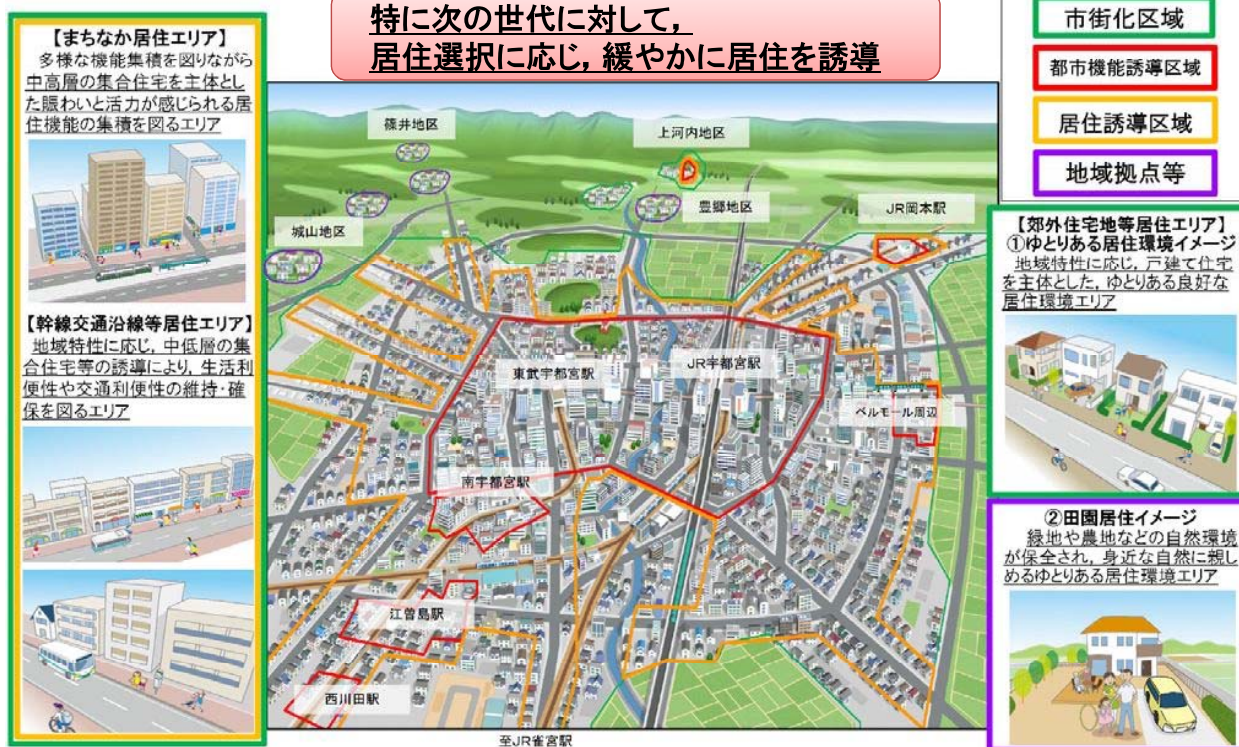 特に次の世代に対して，
居住選択に応じ，緩やかに居住を誘導
【まちなか居住エリア】
多様な機能集積を図りながら
中高層の集合住宅を主体とし
た賑わいと活力が感じられる居
住機能の集積を図るエリア
【幹線交通沿線等居住エリア】
地域特性に応じ，中低層の集
合住宅等の誘導により，生活利
便性や交通利便性の維持・確
保を図るエリア
篠井地区
上河内地区
城山地区
豊郷地区
JR岡本駅
東武宇都宮駅
JR宇都宮駅
ベルモール周辺
南宇都宮駅
江曽島駅
西川田駅
至JR雀宮駅
市街化区域
都市機能誘導区域
居住誘導区域
地域拠点等
【郊外住宅地等居住エリア】
①ゆとりある居住環境イメージ
地域特性に応じ，戸建て住宅
を主体とした，ゆとりある良好な
居住環境エリア
②田園居住イメージ
緑地や農地などの自然環境
が保全され，身近な自然に親し
めるゆとりある居住環境エリア